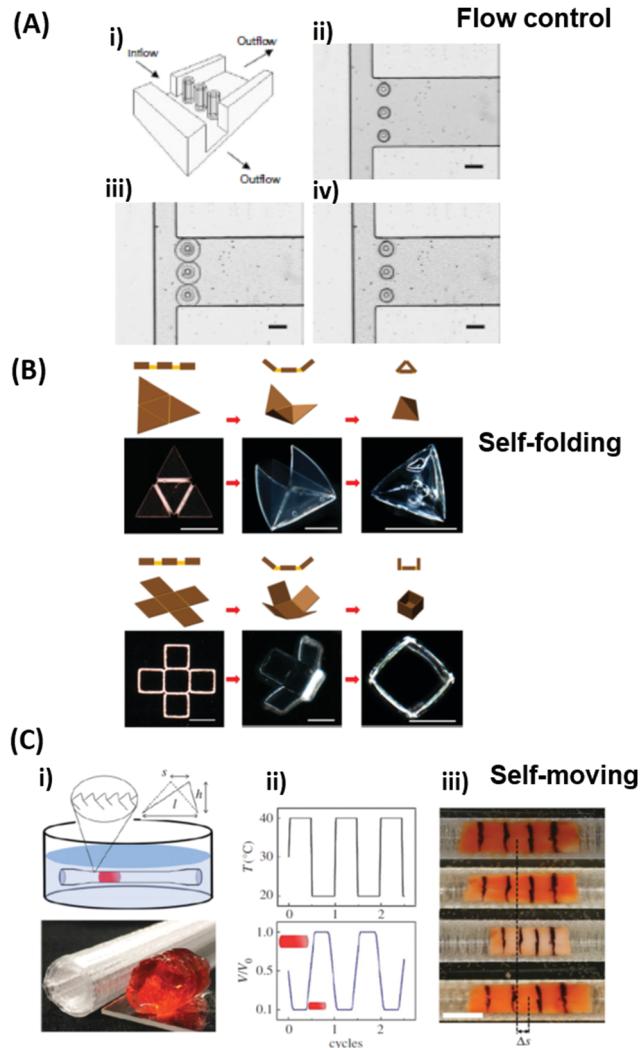 (A)
Flow control
i)
Inflow
Outflow
Outflow
ii)
iii)
iv)
(B)
Self-folding
(C)
Self-moving
i)
s
h
l
ii)
T(°C)
40
30
20
0
1
2
V/V0
1.0
0.5
0.1
0
1
2
cycles
iii)
Δs